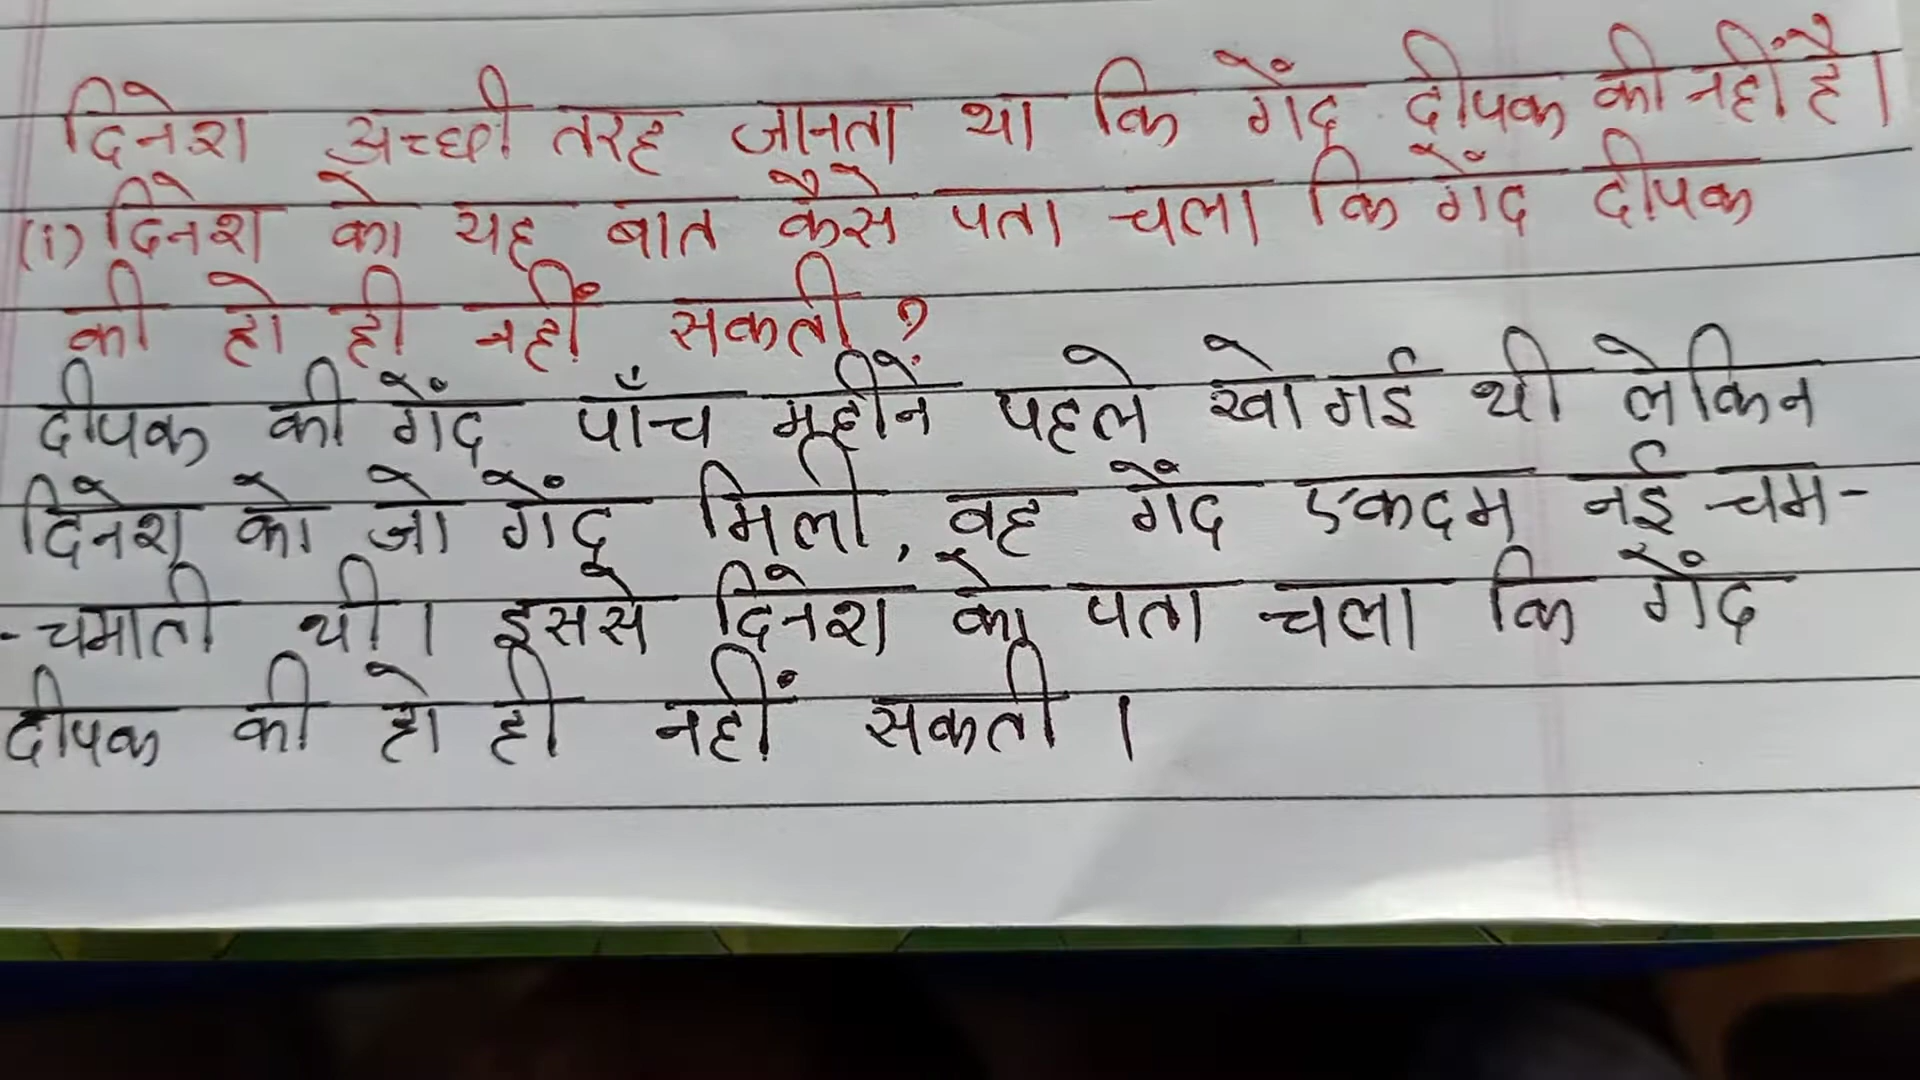 दिनेश अच्छी तरह जानता था कि गेंद दीपक की नहीं है।
(i) दिनेश को यह बात कैसे पता चला कि गेंद दीपक
की हो ही नहीं सकती ?
दीपक की गेंद पाँच महीने पहले खो गई थी लेकिन
दिनेश को जो गेंद मिली, वह गेंद एकदम नई चम-
-चमाती थी। इससे दिनेश को पता चला कि गेंद
दीपक की हो ही नहीं सकती।